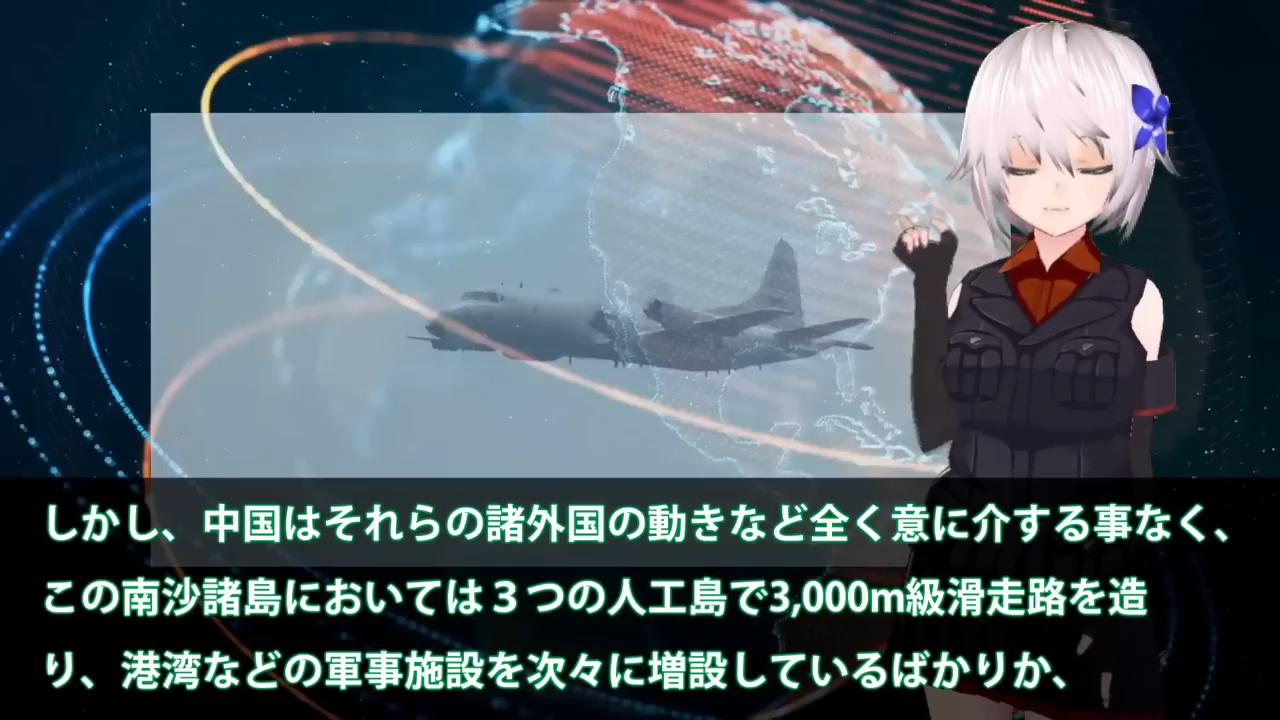 しかし、中国はそれらの諸外国の動きなど全く意に介する事なく、
この南沙諸島においては３つの人工島で3,000m級滑走路を造
り、港湾などの軍事施設を次々に増設しているばかりか、